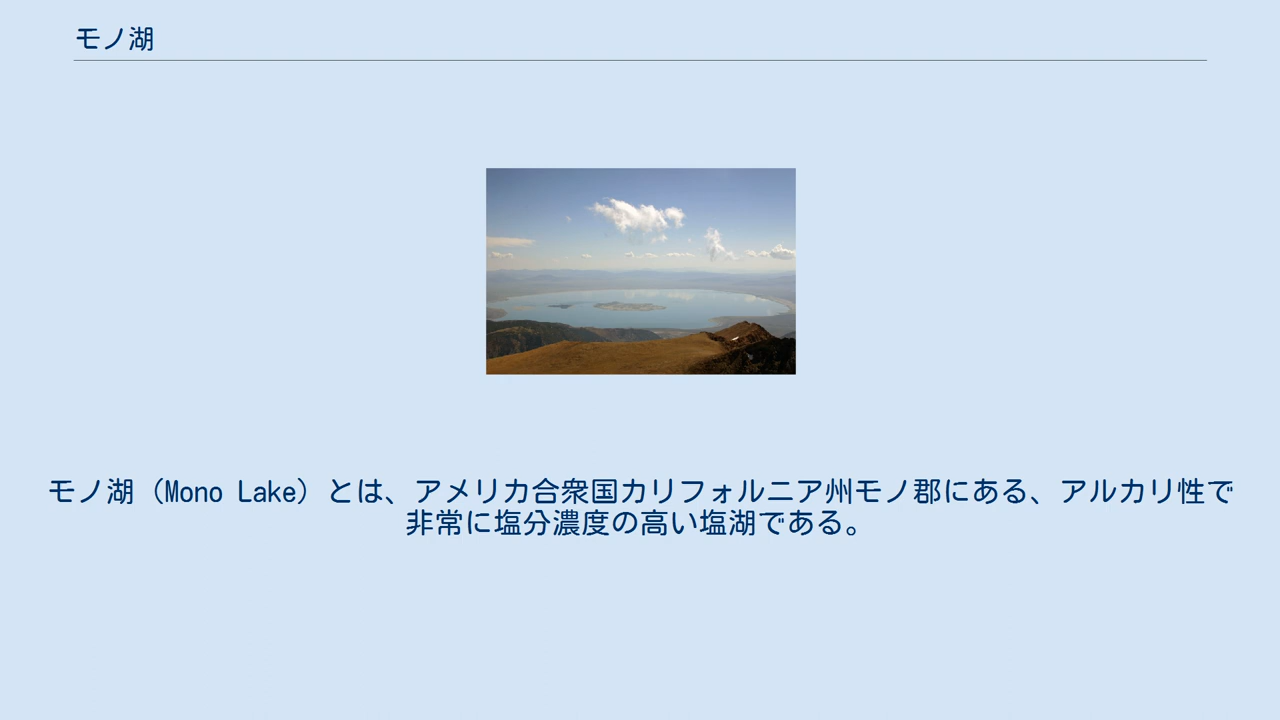 モノ湖
モノ湖（Mono Lake）とは、アメリカ合衆国カリフォルニア州モノ郡にある、アルカリ性で
非常に塩分濃度の高い塩湖である。